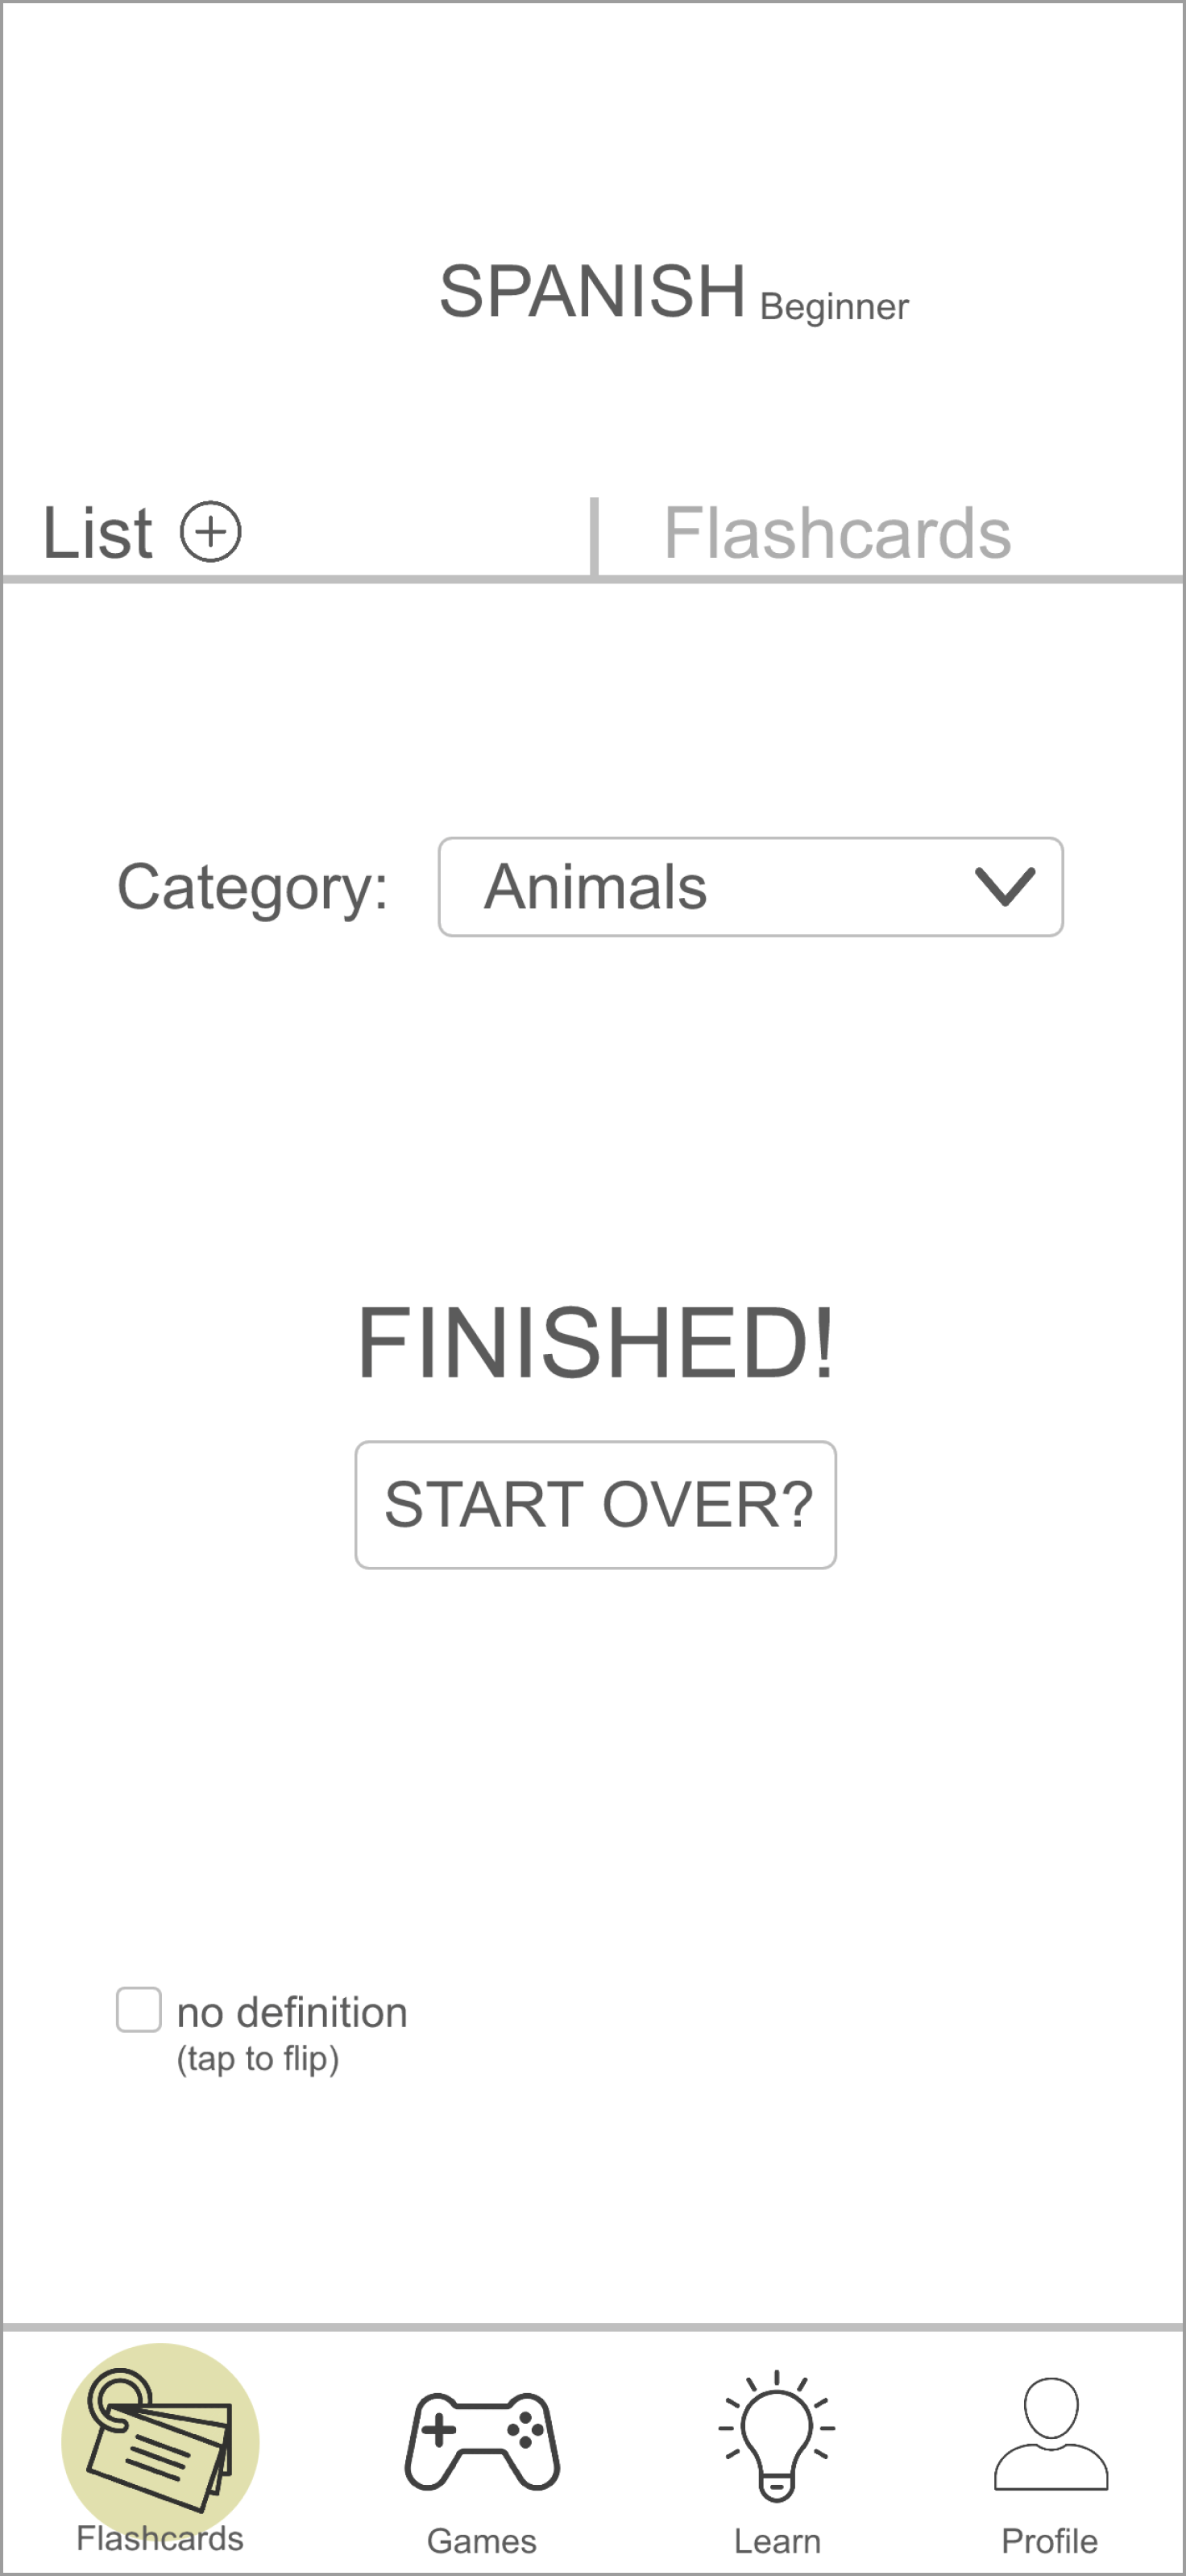 SPANISH Beginner
List
Flashcards
Category: Animals
FINISHED!
START OVER?
no definition
(tap to flip)
Flashcards
Games
Learn
Profile